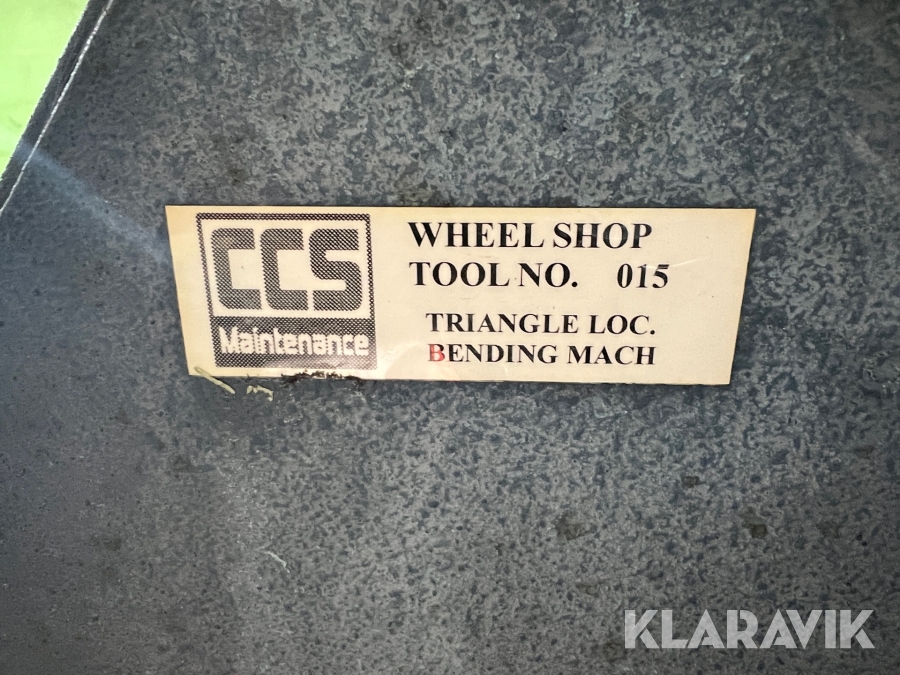 CCS
Maintenance
WHEEL SHOP
TOOL NO. 015
TRIANGLE LOC.
BENDING MACH
KLARAVIK